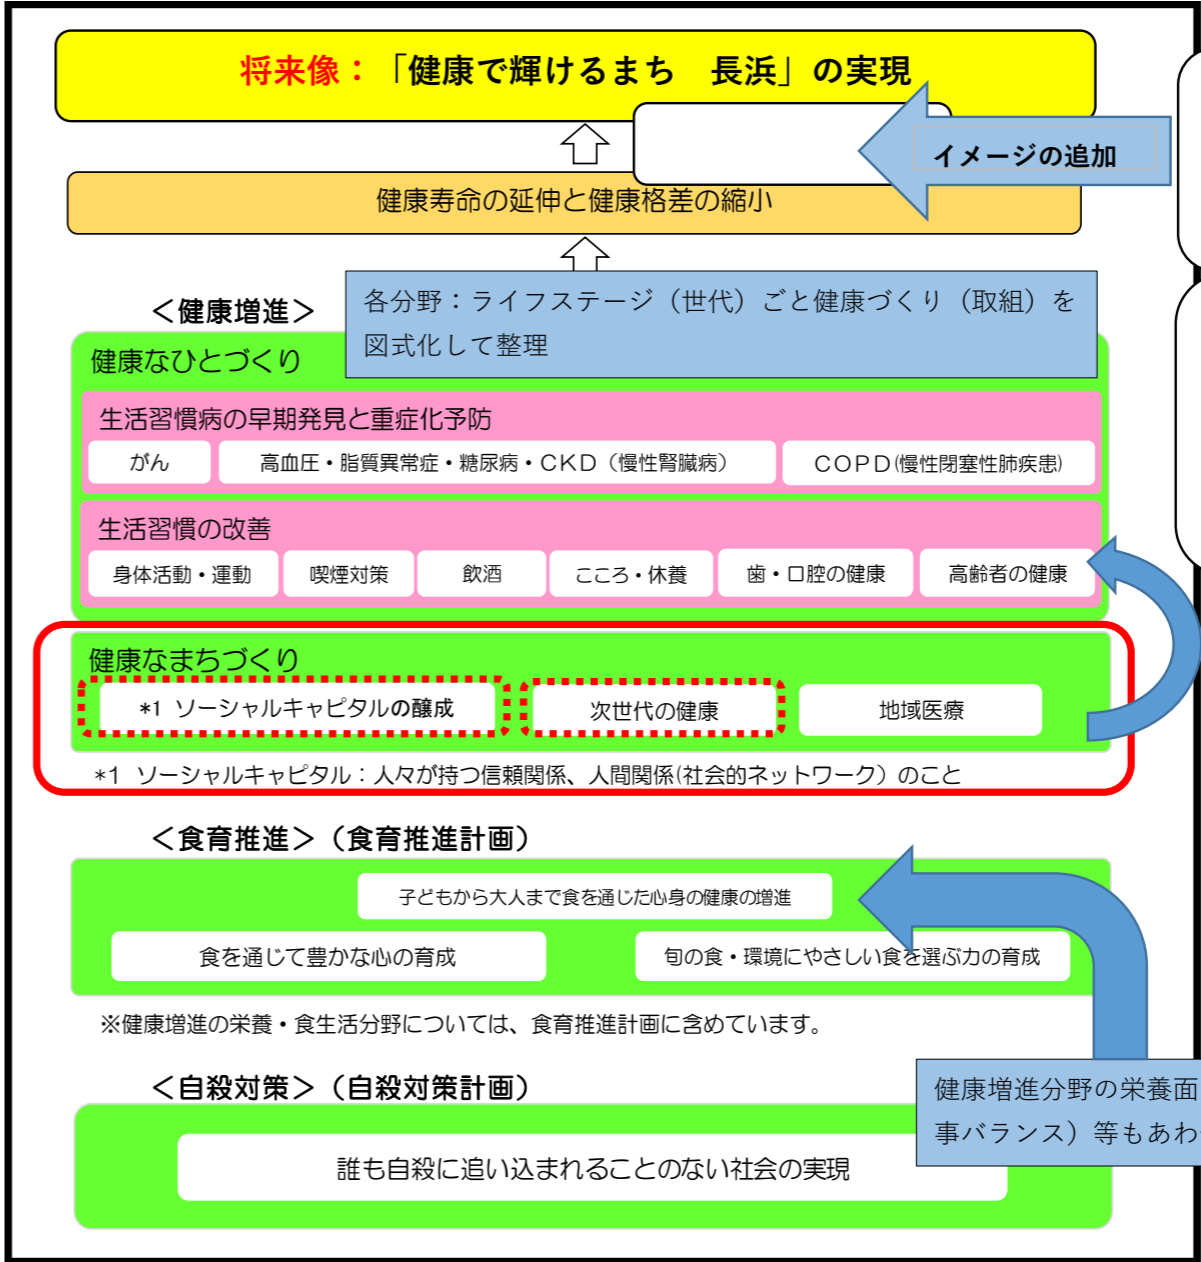 将来像：「健康で輝けるまち　長浜」の実現
イメージの追加
健康寿命の延伸と健康格差の縮小
各分野：ライフステージ（世代）ごと健康づくり（取組）を
図式化して整理
＜健康増進＞
健康なひとづくり
生活習慣病の早期発見と重症化予防
がん
高血圧・脂質異常症・糖尿病・ＣＫＤ（慢性腎臓病）
ＣＯＰＤ(慢性閉塞性肺疾患)
生活習慣の改善
身体活動・運動
喫煙対策
飲酒
こころ・休養
歯・口腔の健康
高齢者の健康
健康なまちづくり
*1 ソーシャルキャピタルの醸成
次世代の健康
地域医療
*1 ソーシャルキャピタル：人々が持つ信頼関係、人間関係(社会的ネットワーク）のこと
＜食育推進＞（食育推進計画）
子どもから大人まで食を通じた心身の健康の増進
食を通じて豊かな心の育成
旬の食・環境にやさしい食を選ぶ力の育成
※健康増進の栄養・食生活分野については、食育推進計画に含めています。
＜自殺対策＞（自殺対策計画）
健康増進分野の栄養面
事バランス）等もあわ
誰も自殺に追い込まれることのない社会の実現